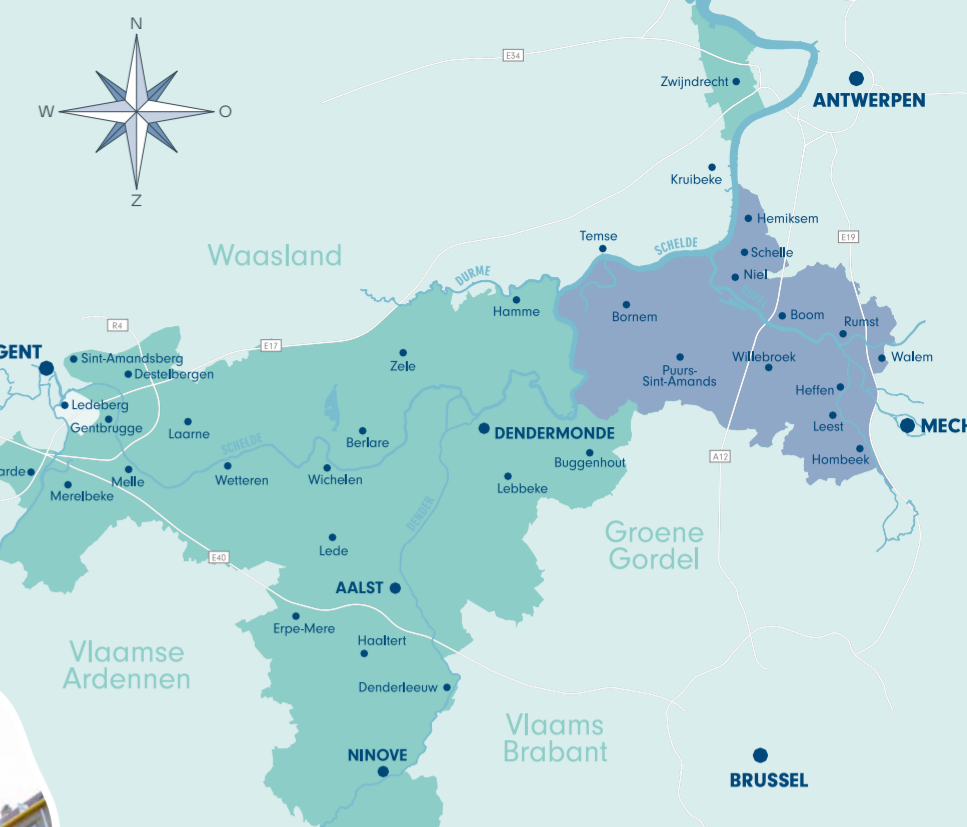 N
W
O
Z
E34
Zwijndrecht
ANTWERPEN
Kruibeke
Hemiksem
Temse
SCHELDE
E19
Schelle
Niel
Waasland
DURME
Hamme
Bornem
RUPEL
Boom
Rumst
R4
E17
GENT
Sint-Amandsberg
Destelbergen
Zele
Willebroek
Walem
Puurs-
Sint-Amands
Heffen
Ledeberg
Gentbrugge
Laarne
SCHELDE
Berlare
DENDERMONDE
Leest
MECH
Hombeek
A12
arde
Merelbeke
Melle
Wetteren
Wichelen
Buggenhout
Lebbeke
DENDER
Groene
Gordel
Lede
E40
AALST
Erpe-Mere
Haaltert
Vlaamse
Ardennen
Denderleeuw
Vlaams
Brabant
NINOVE
BRUSSEL